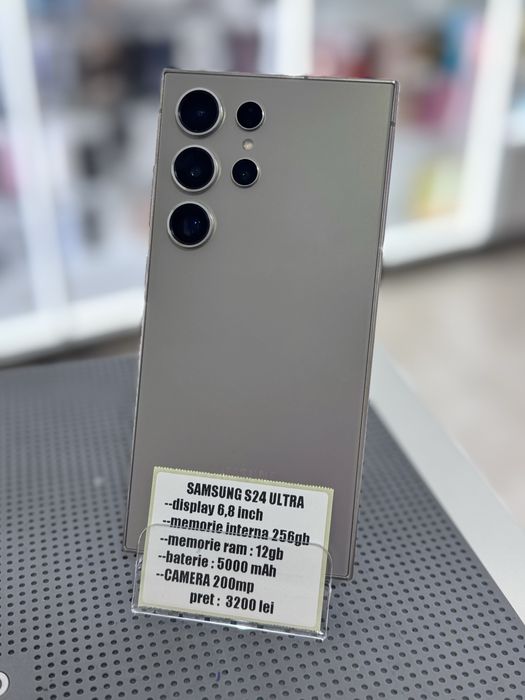 SAMSUNG S24 ULTRA
--display 6,8 inch
--memorie interna 256gb
--memorie ram : 12gb
--baterie : 5000 mAh
--CAMERA 200mp
pret : 3200 lei